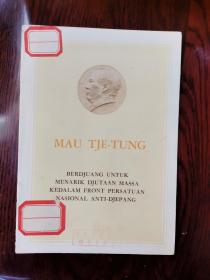 MAU TJE-TUNG
BERDJUANG UNTUK
MENARIK DJUTAAN MASSA
KEDALAM FRONT PERSATUAN
NASIONAL ANTI-DJEPANG